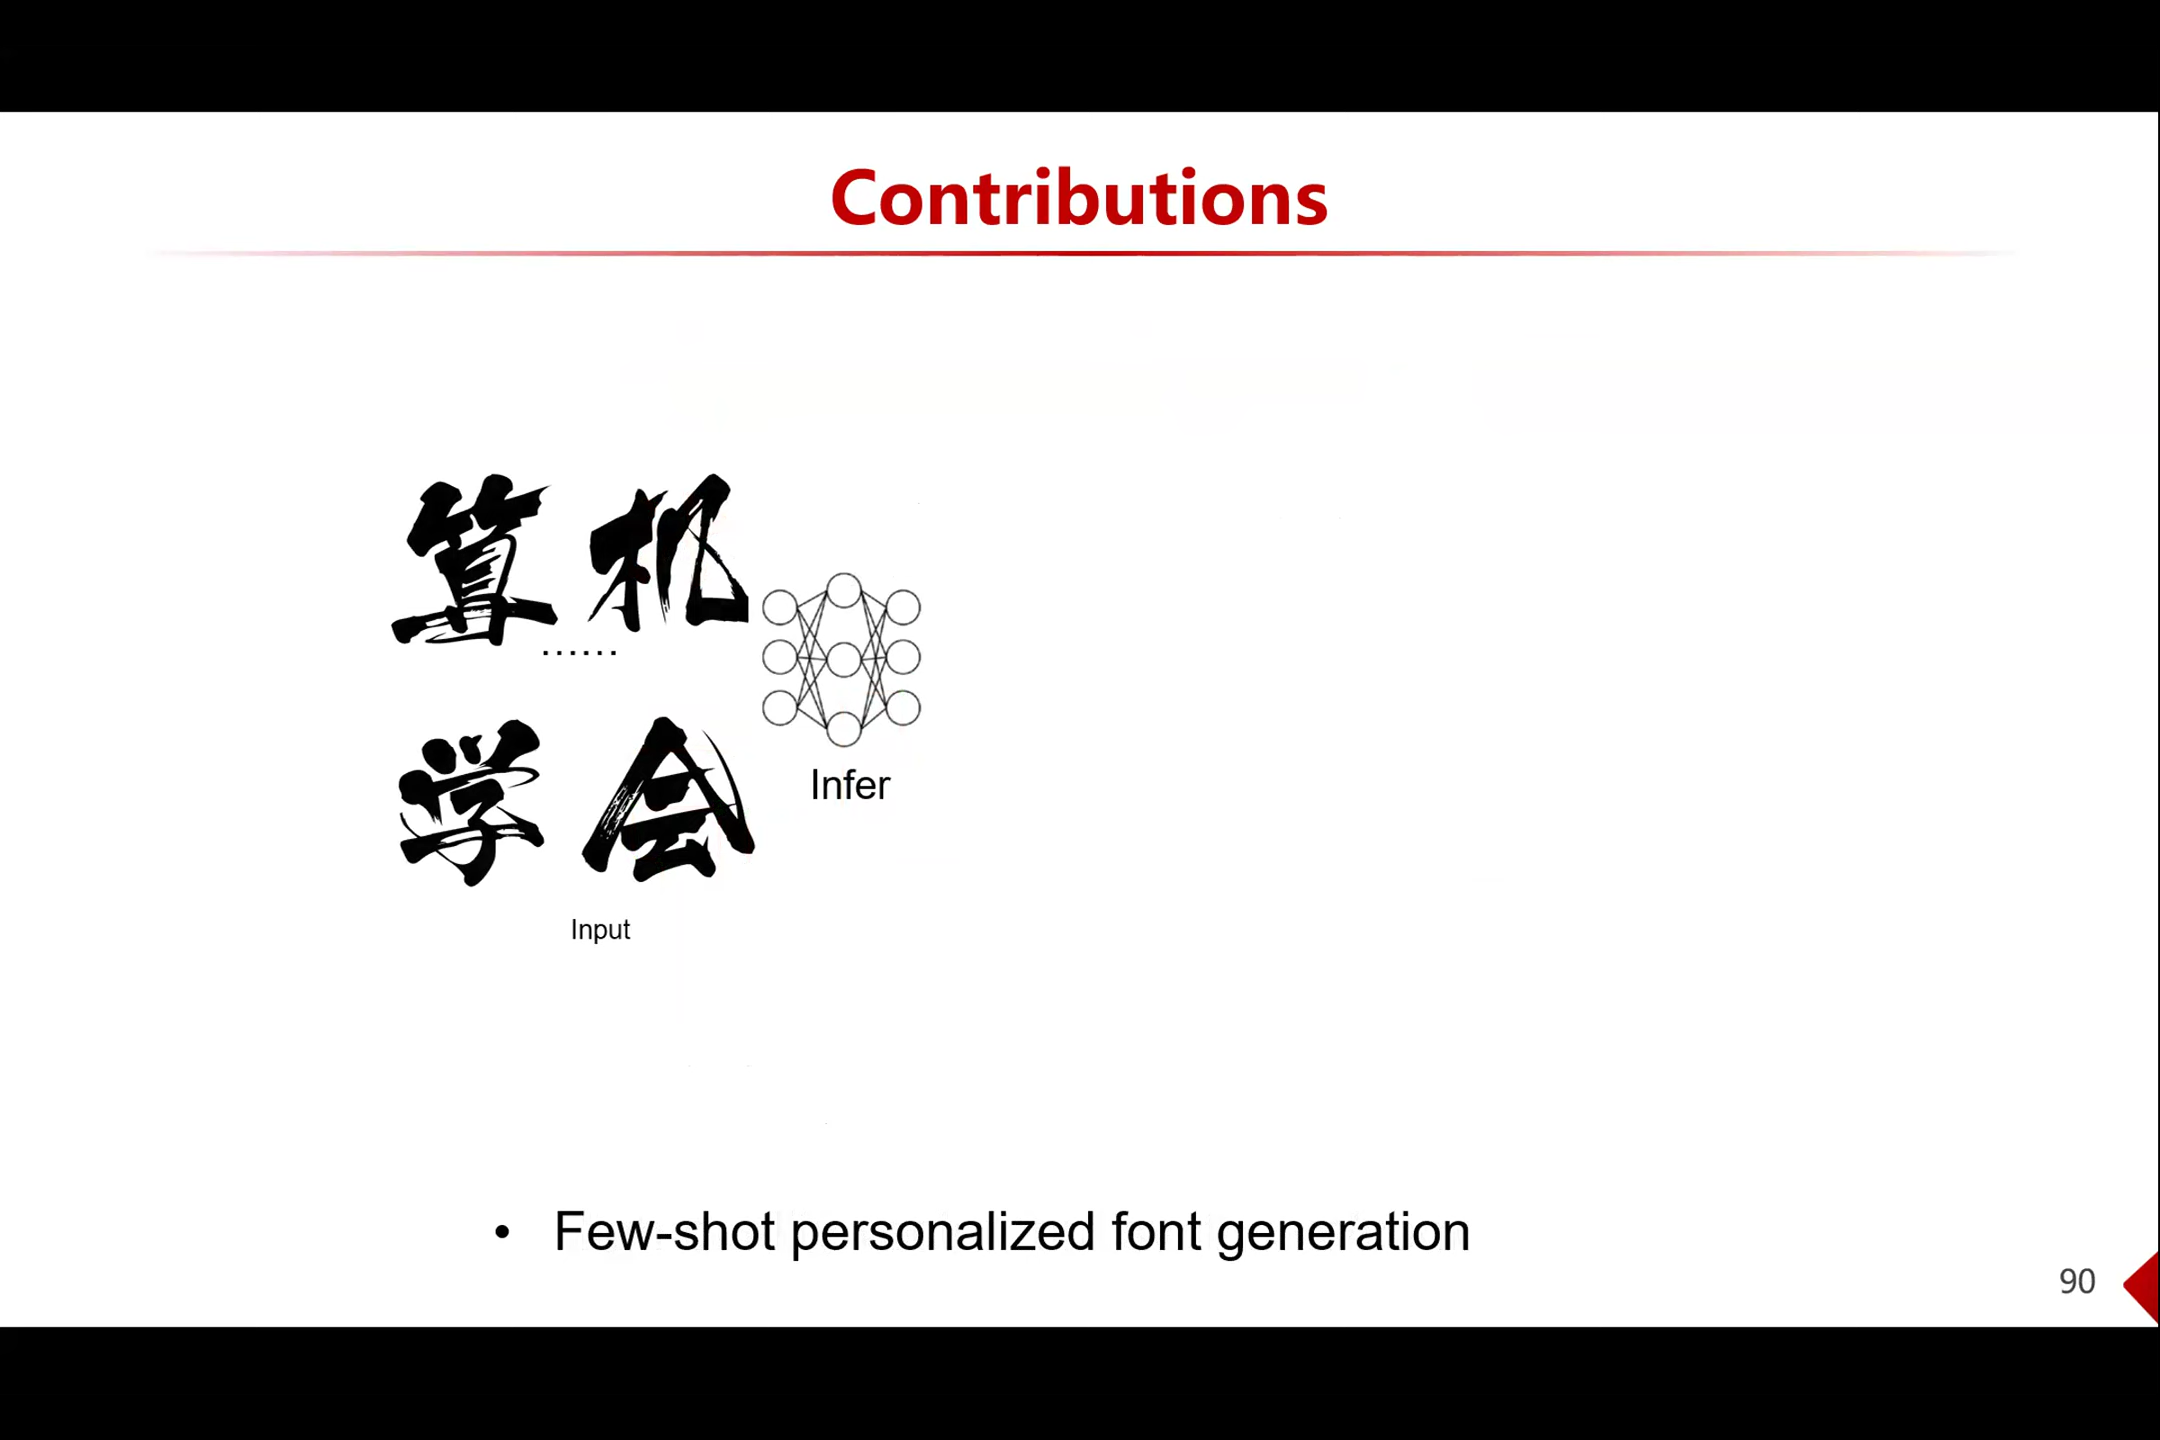 Contributions
算机
......
学会
Infer
Input
• Few-shot personalized font generation
90